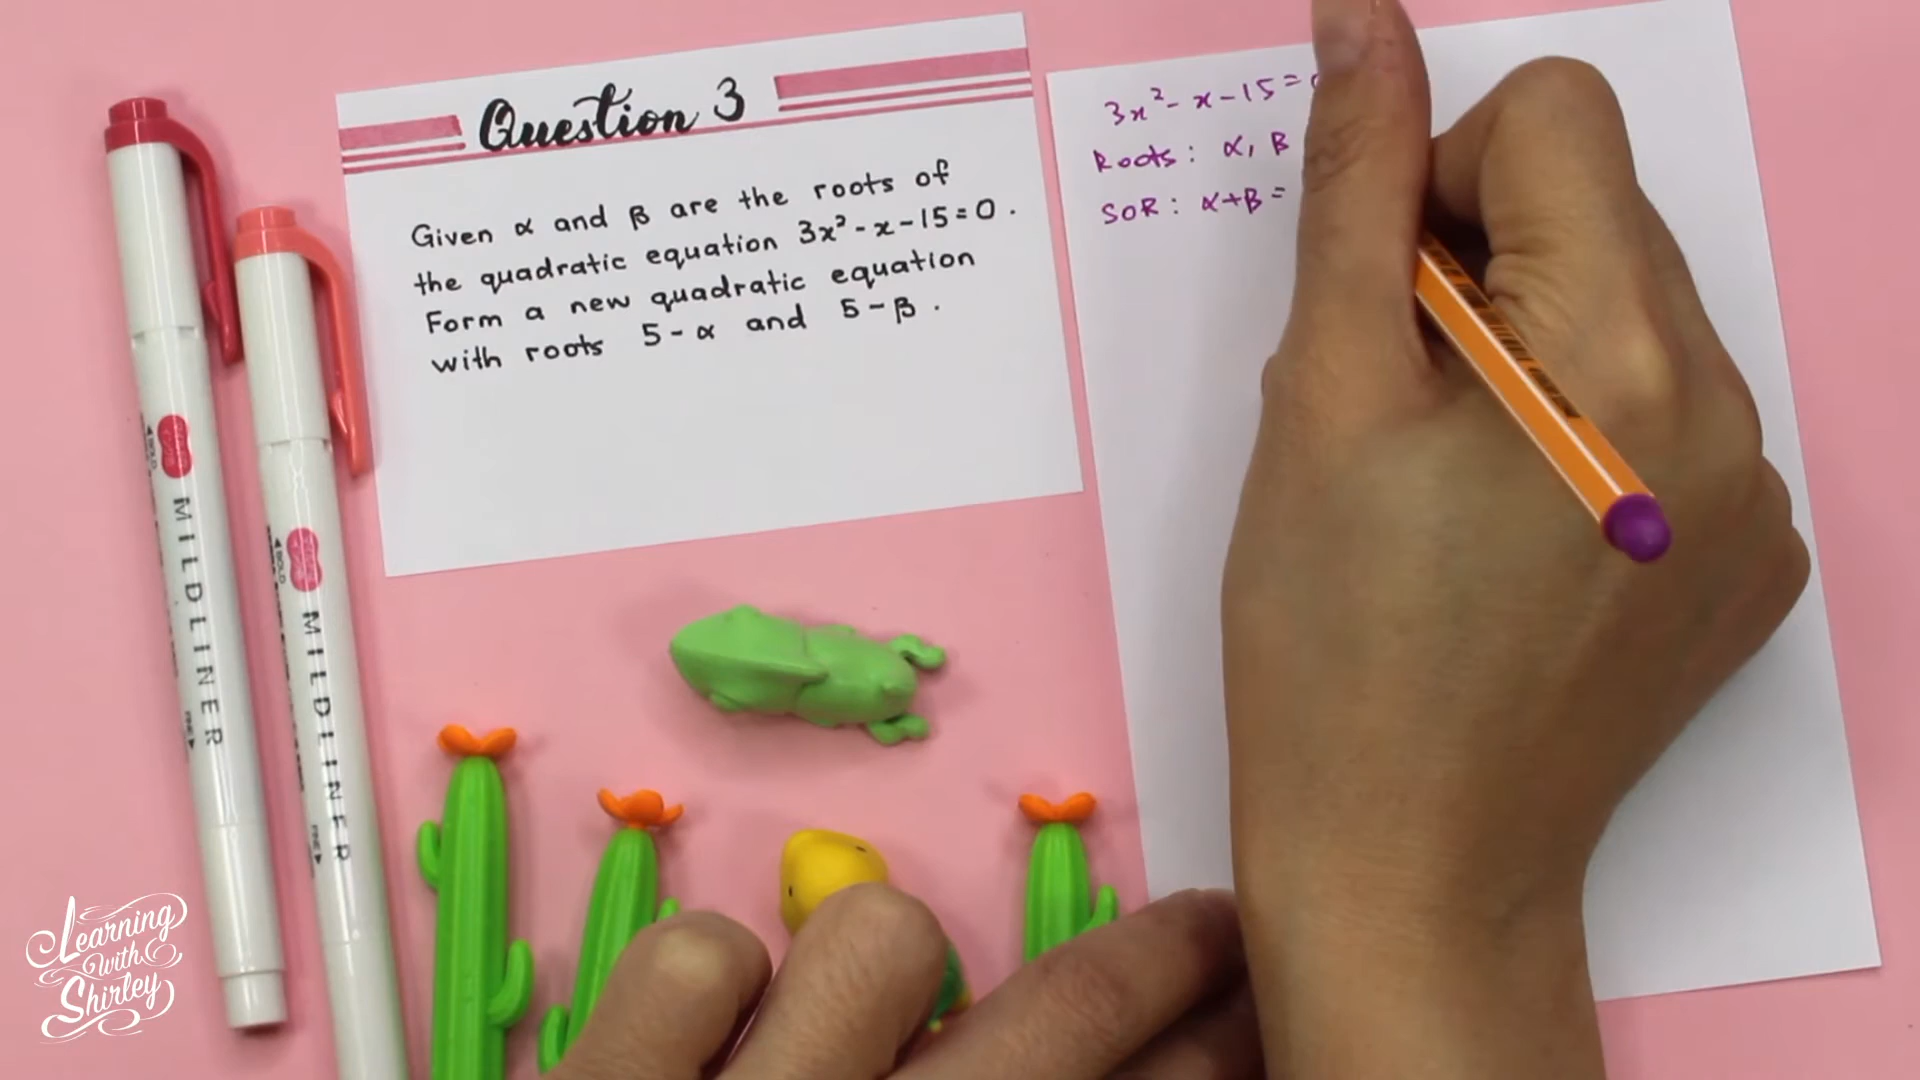 Question 3
Given α and β are the roots of
the quadratic equation 3x²-x-15=0.
Form a new quadratic equation
with roots 5-α and 5-β.
3x²-x-15=
Roots: α, β
SOR: α+β=
MILDLINER
MILDLINER
Learning
With
Shirley